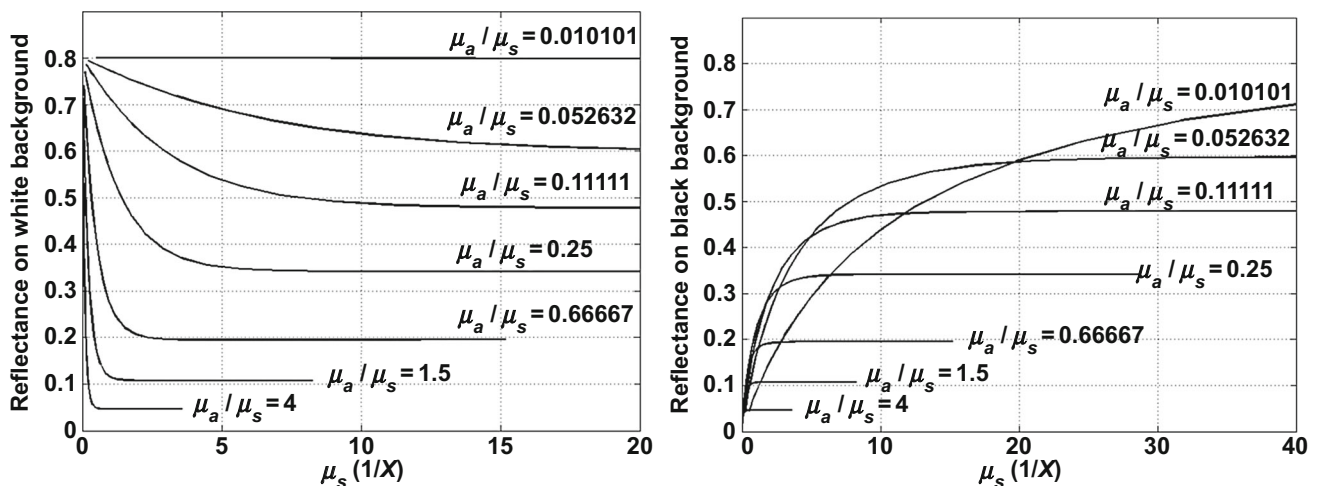 Reflectance on white background
0.8
0.7
0.6
0.5
0.4
0.3
0.2
0.1
0
0
5
10
15
20
μs (1/X)
μa / μs = 0.010101
μa / μs = 0.052632
μa / μs = 0.11111
μa / μs = 0.25
μa / μs = 0.66667
μa / μs = 1.5
μa / μs = 4
Reflectance on black background
0.8
0.7
0.6
0.5
0.4
0.3
0.2
0.1
0
0
10
20
30
40
μs (1/X)
μa / μs = 0.010101
μa / μs = 0.052632
μa / μs = 0.11111
μa / μs = 0.25
μa / μs = 0.66667
μa / μs = 1.5
μa / μs = 4